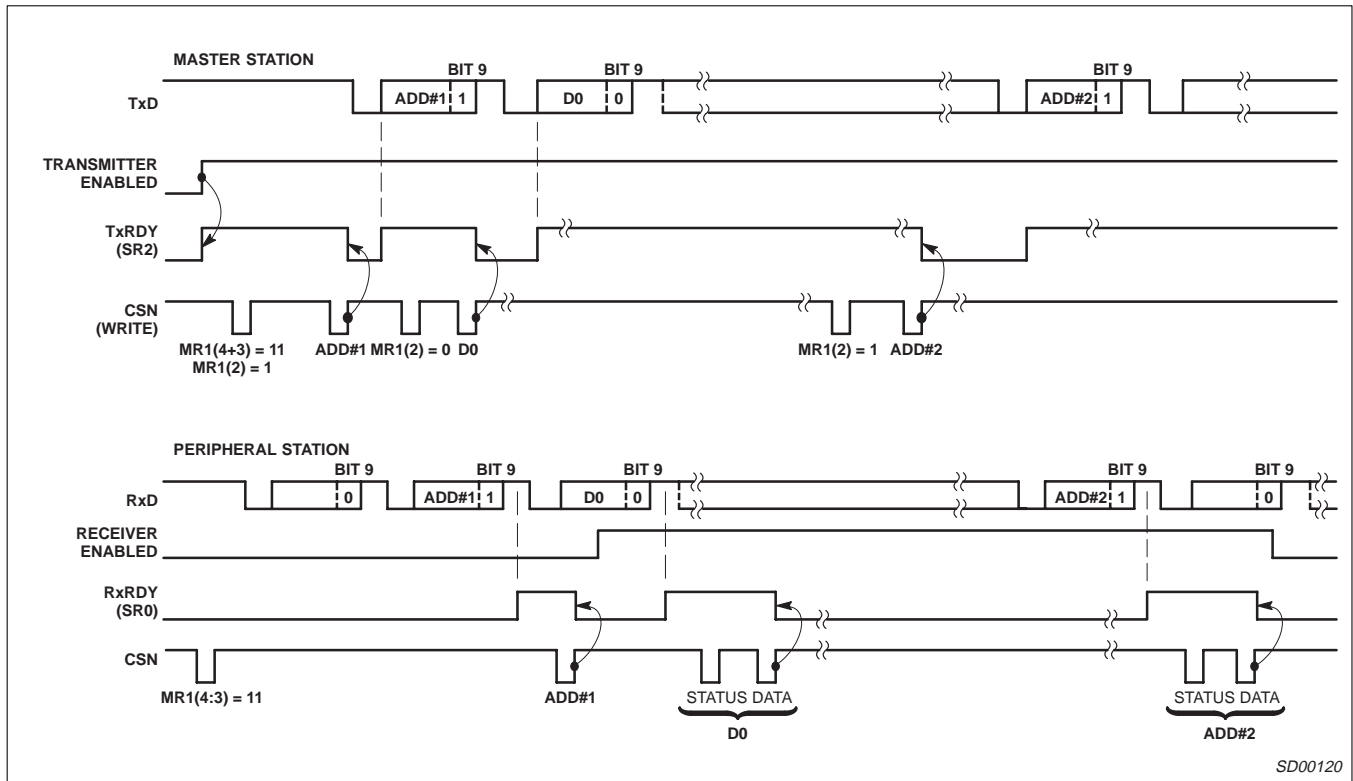 MASTER STATION
BIT 9 BIT 9 BIT 9
TxD ADD#1 1 D0 0 ADD#2 1
TRANSMITTER
ENABLED
TxRDY
(SR2)
CSN
(WRITE)
MR1(4+3) = 11 ADD#1 MR1(2) = 0 D0 MR1(2) = 1 ADD#2
MR1(2) = 1
PERIPHERAL STATION
BIT 9 BIT 9 BIT 9 BIT 9 BIT 9
RxD 0 ADD#1 1 D0 0 ADD#2 1 0
RECEIVER
ENABLED
RxRDY
(SR0)
CSN
MR1(4:3) = 11 ADD#1 STATUS DATA STATUS DATA
D0 ADD#2
SD00120